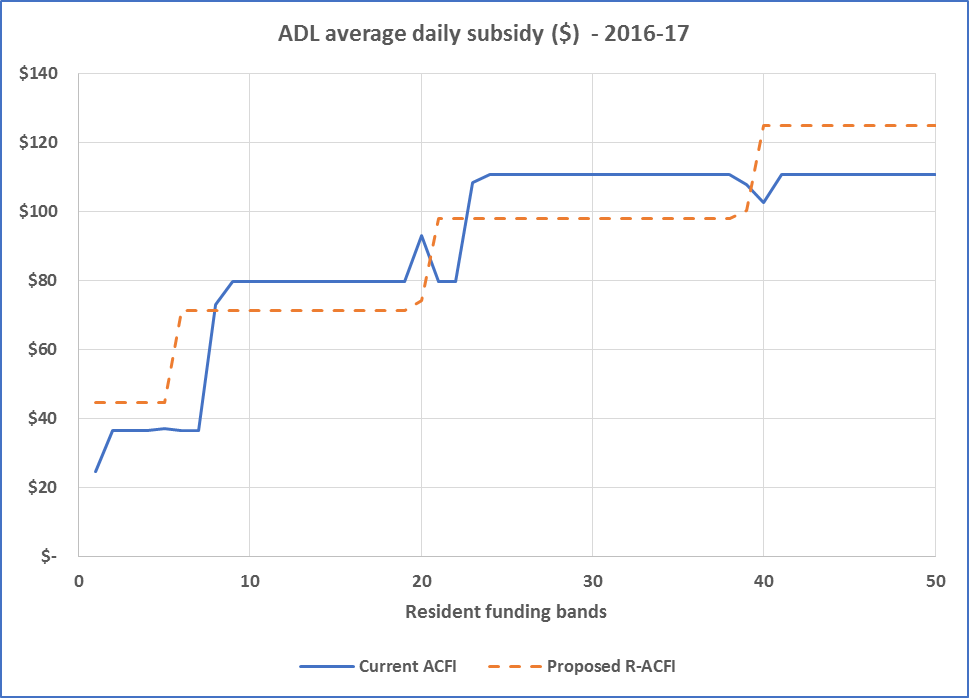 ADL average daily subsidy ($) - 2016-17
$140
$120
$100
$80
$60
$40
$20
$-
0 10 20 30 40 50
Resident funding bands
Current ACFI Proposed R-ACFI